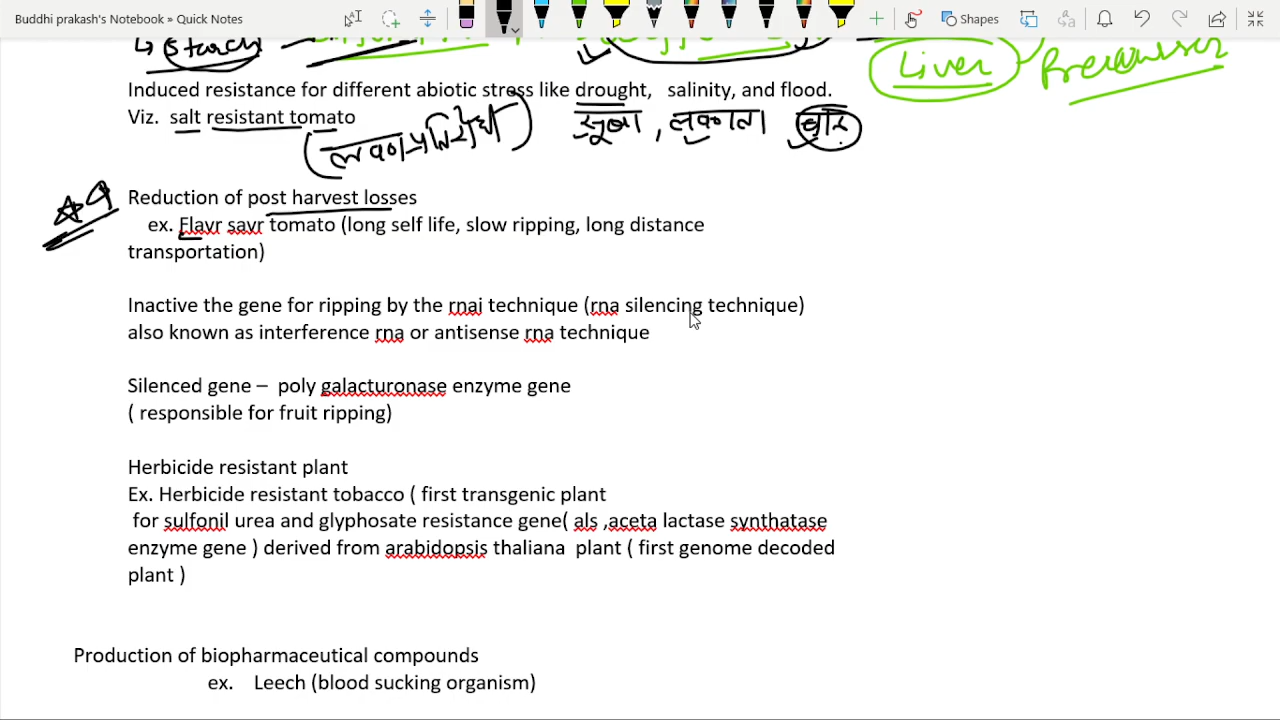 Buddhi prakash's Notebook » Quick Notes
Shapes
↳ Starch
Liver
Precursor
Induced resistance for different abiotic stress like drought, salinity, and flood.
Viz. salt resistant tomato
सूखा , लवणता बाढ़
(लवण प्रतिरोधी)
Reduction of post harvest losses
ex. Flavr savr tomato (long self life, slow ripping, long distance
transportation)
Inactive the gene for ripping by the rnai technique (rna silencing technique)
also known as interference rna or antisense rna technique
Silenced gene – poly galacturonase enzyme gene
( responsible for fruit ripping)
Herbicide resistant plant
Ex. Herbicide resistant tobacco ( first transgenic plant
for sulfonil urea and glyphosate resistance gene( als ,aceta lactase synthatase
enzyme gene ) derived from arabidopsis thaliana plant ( first genome decoded
plant )
Production of biopharmaceutical compounds
ex. Leech (blood sucking organism)